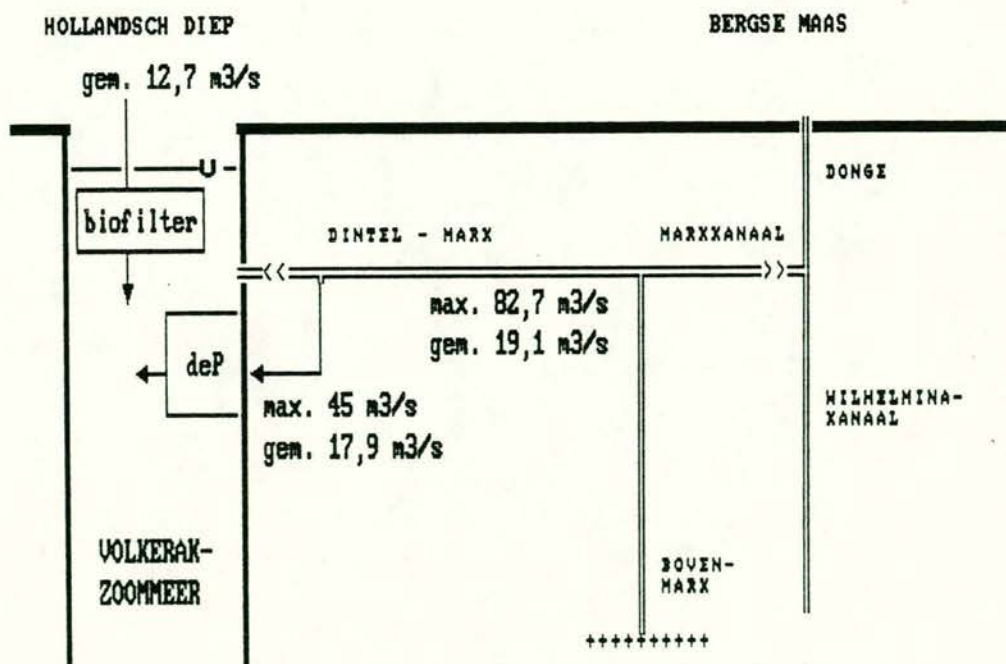 HOLLANDSCH DIEP
BERGSE MAAS
gem. 12,7 m3/s
U
DONGE
biofilter
DINTEL - MARK
MARKKANAAL
<<
>>
max. 82,7 m3/s
gem. 19,1 m3/s
deP
max. 45 m3/s
gem. 17,9 m3/s
WILHELMINA-
KANAAL
VOLKERAK-
ZOOMMEER
BOVEN-
MARK
++++++++++